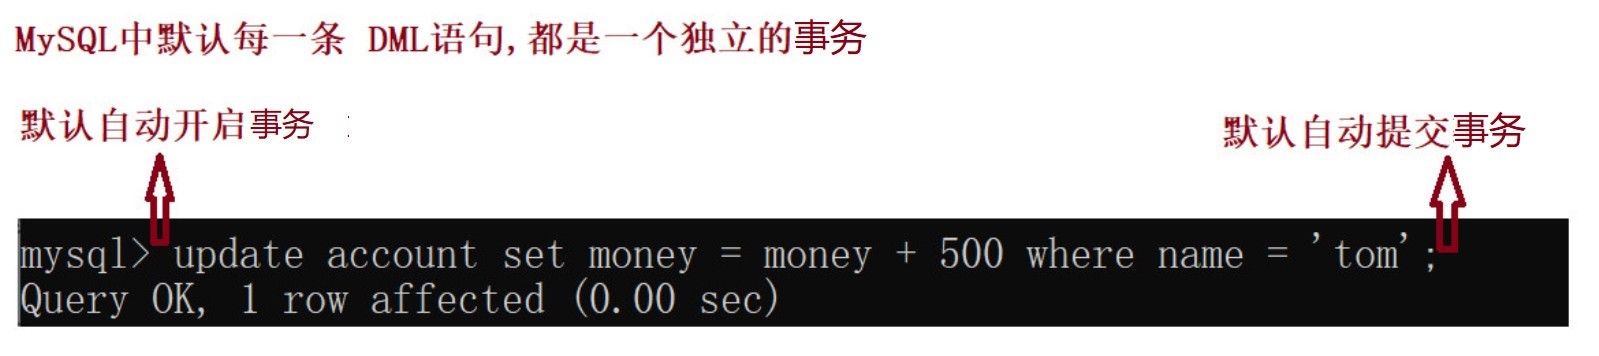 MySQL中默认每一条 DML语句,都是一个独立的事务
默认自动开启事务
默认自动提交事务
mysql> update account set money = money + 500 where name = 'tom';
Query OK, 1 row affected (0.00 sec)